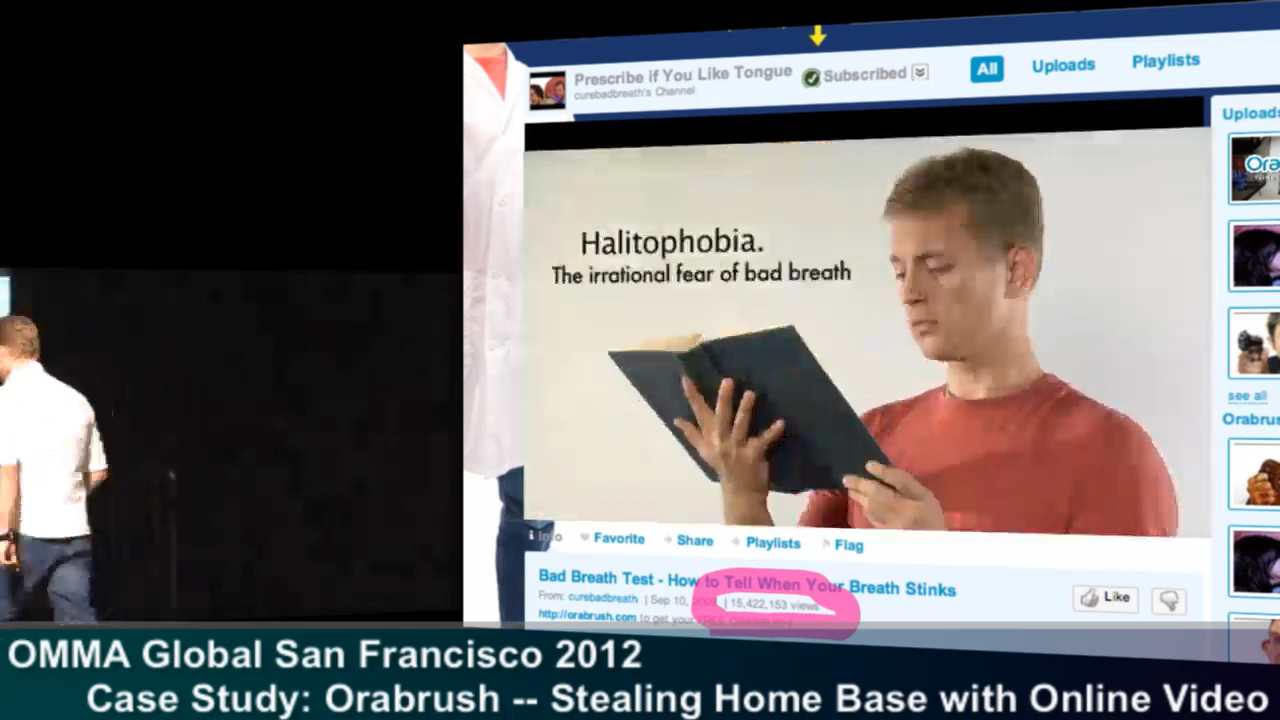 Prescribe if You Like Tongue
curebadbreath's Channel
Subscribed
All
Uploads
Playlists
Uploads
Halitophobia.
The irrational fear of bad breath
see all
Info
Favorite
Share
Playlists
Flag
Bad Breath Test - How to Tell When Your Breath Stinks
From: curebadbreath | Sep 10, | 15,422,153 views
http://orabrush.com to get your FREE
Like
OMMA Global San Francisco 2012
Case Study: Orabrush -- Stealing Home Base with Online Video